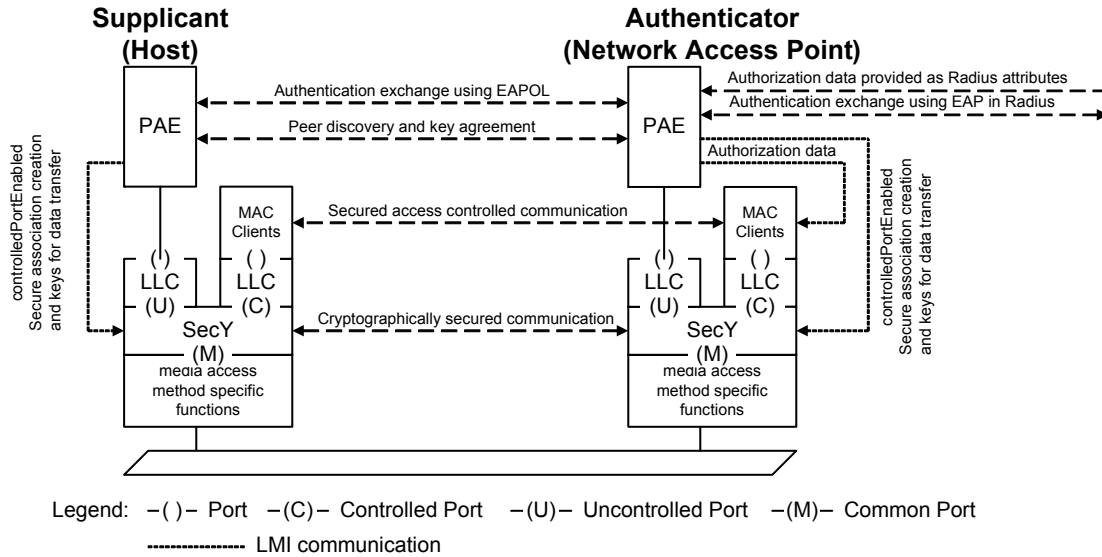 Supplicant
(Host)
Authenticator
(Network Access Point)
PAE
Authentication exchange using EAPOL
Peer discovery and key agreement
PAE
Authorization data provided as Radius attributes
Authentication exchange using EAP in Radius
Authorization data
controlledPortEnabled
Secure association creation
and keys for data transfer
MAC
Clients
Secured access controlled communication
MAC
Clients
controlledPortEnabled
Secure association creation
and keys for data transfer
( )
LLC
(U)
( )
LLC
(C)
( )
LLC
(U)
( )
LLC
(C)
SecY
(M)
Cryptographically secured communication
SecY
(M)
media access
method specific
functions
media access
method specific
functions
Legend: –( )– Port –(C)– Controlled Port –(U)– Uncontrolled Port –(M)– Common Port
LMI communication